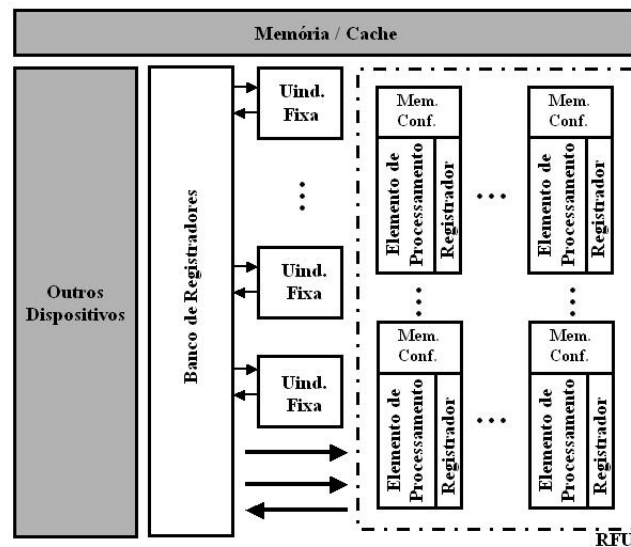 Memória / Cache
Outros
Dispositivos
Banco de Registradores
Uind.
Fixa
Uind.
Fixa
Uind.
Fixa
Mem.
Conf.
Elemento de
Processamento
Registrador
Mem.
Conf.
Elemento de
Processamento
Registrador
Mem.
Conf.
Elemento de
Processamento
Registrador
Mem.
Conf.
Elemento de
Processamento
Registrador
RFU